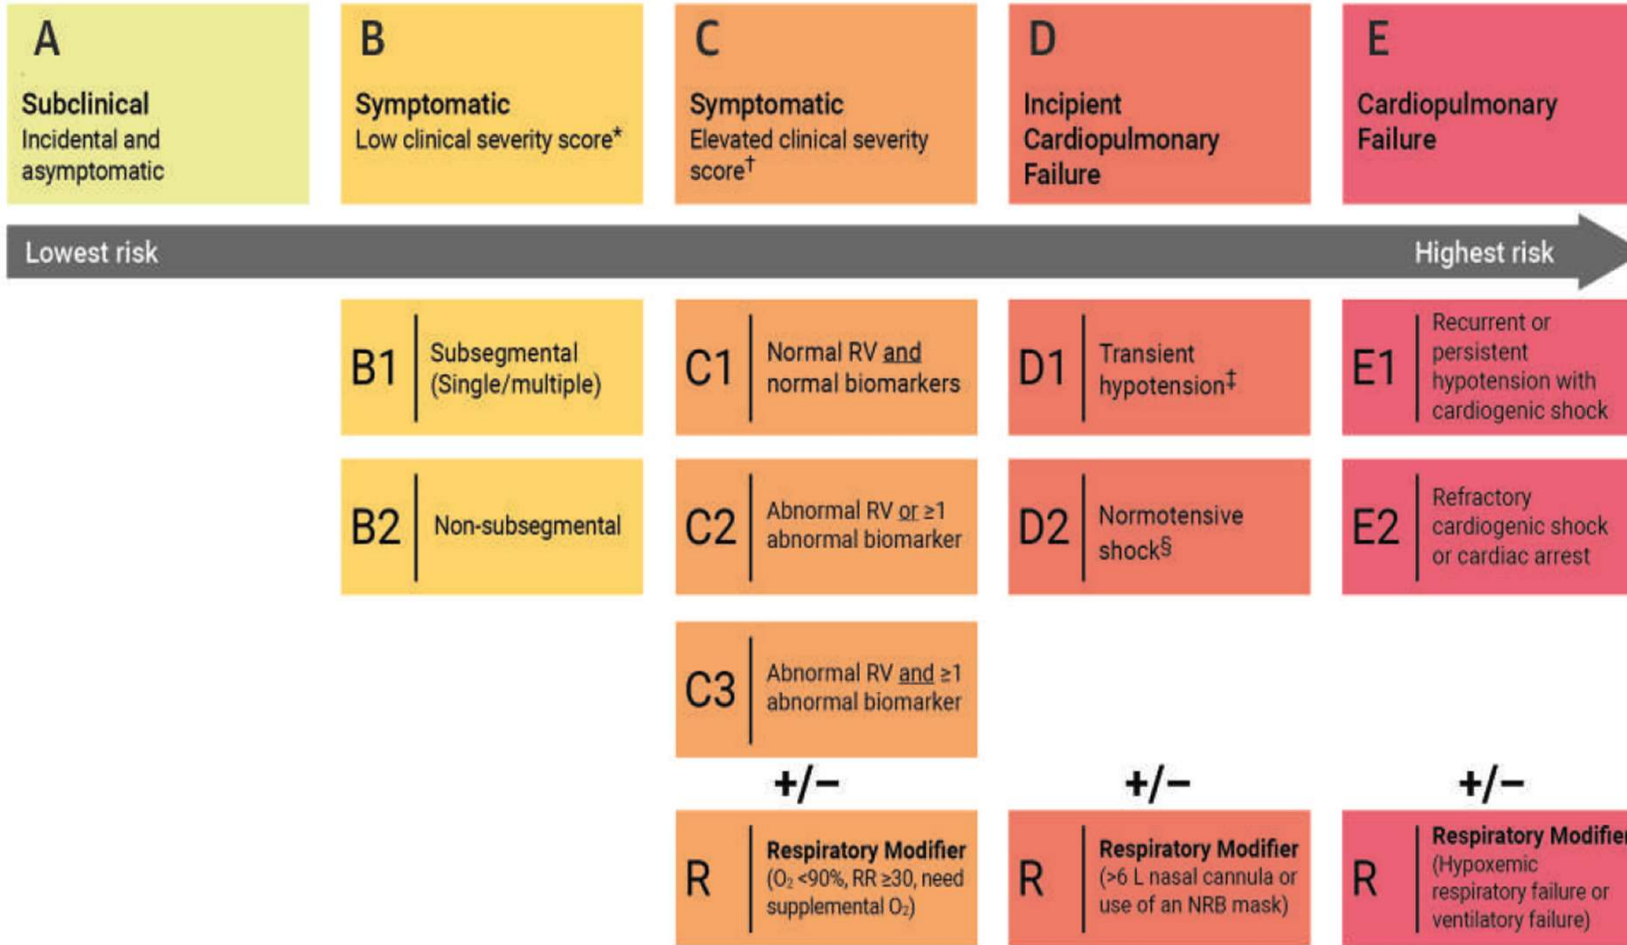 A
Subclinical
Incidental and
asymptomatic
B
Symptomatic
Low clinical severity score*
C
Symptomatic
Elevated clinical severity
score†
D
Incipient
Cardiopulmonary
Failure
E
Cardiopulmonary
Failure
Lowest risk
Highest risk
B1
Subsegmental
(Single/multiple)
C1
Normal RV and
normal biomarkers
D1
Transient
hypotension‡
E1
Recurrent or
persistent
hypotension with
cardiogenic shock
B2
Non-subsegmental
C2
Abnormal RV or ≥1
abnormal biomarker
D2
Normotensive
shock§
E2
Refractory
cardiogenic shock
or cardiac arrest
C3
Abnormal RV and ≥1
abnormal biomarker
+/−
+/−
+/−
R
Respiratory Modifier
(O₂ <90%, RR ≥30, need
supplemental O₂)
R
Respiratory Modifier
(>6 L nasal cannula or
use of an NRB mask)
R
Respiratory Modifier
(Hypoxemic
respiratory failure or
ventilatory failure)